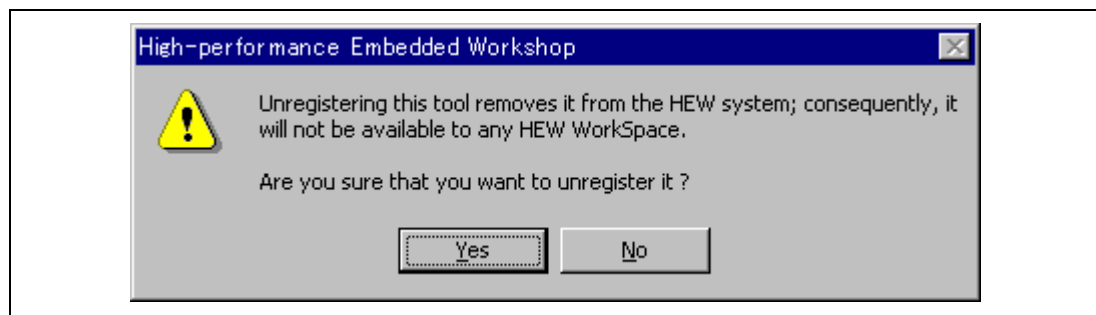 High-performance Embedded Workshop
Unregistering this tool removes it from the HEW system; consequently, it
will not be available to any HEW WorkSpace.
Are you sure that you want to unregister it ?
Yes No